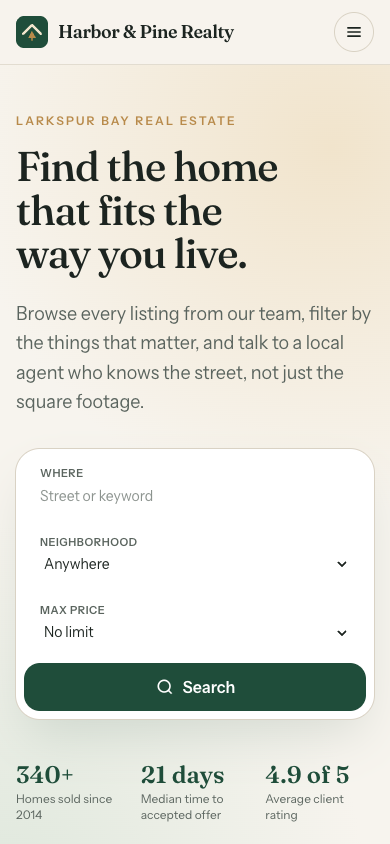 Harbor & Pine Realty
LARKSPUR BAY REAL ESTATE
Find the home
that fits the
way you live.
Browse every listing from our team, filter by
the things that matter, and talk to a local
agent who knows the street, not just the
square footage.
WHERE
Street or keyword
NEIGHBORHOOD
Anywhere
MAX PRICE
No limit
Search
340+
Homes sold since
2014
21 days
Median time to
accepted offer
4.9 of 5
Average client
rating